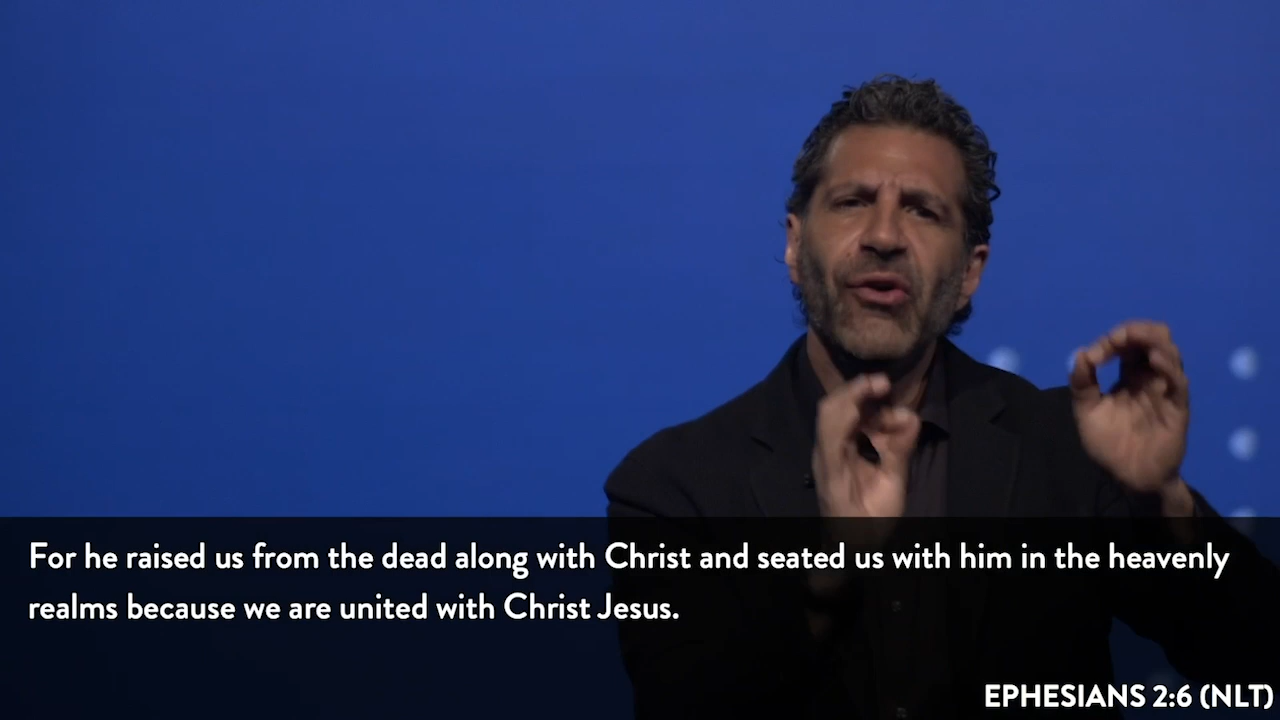 For he raised us from the dead along with Christ and seated us with him in the heavenly
realms because we are united with Christ Jesus.
EPHESIANS 2:6 (NLT)